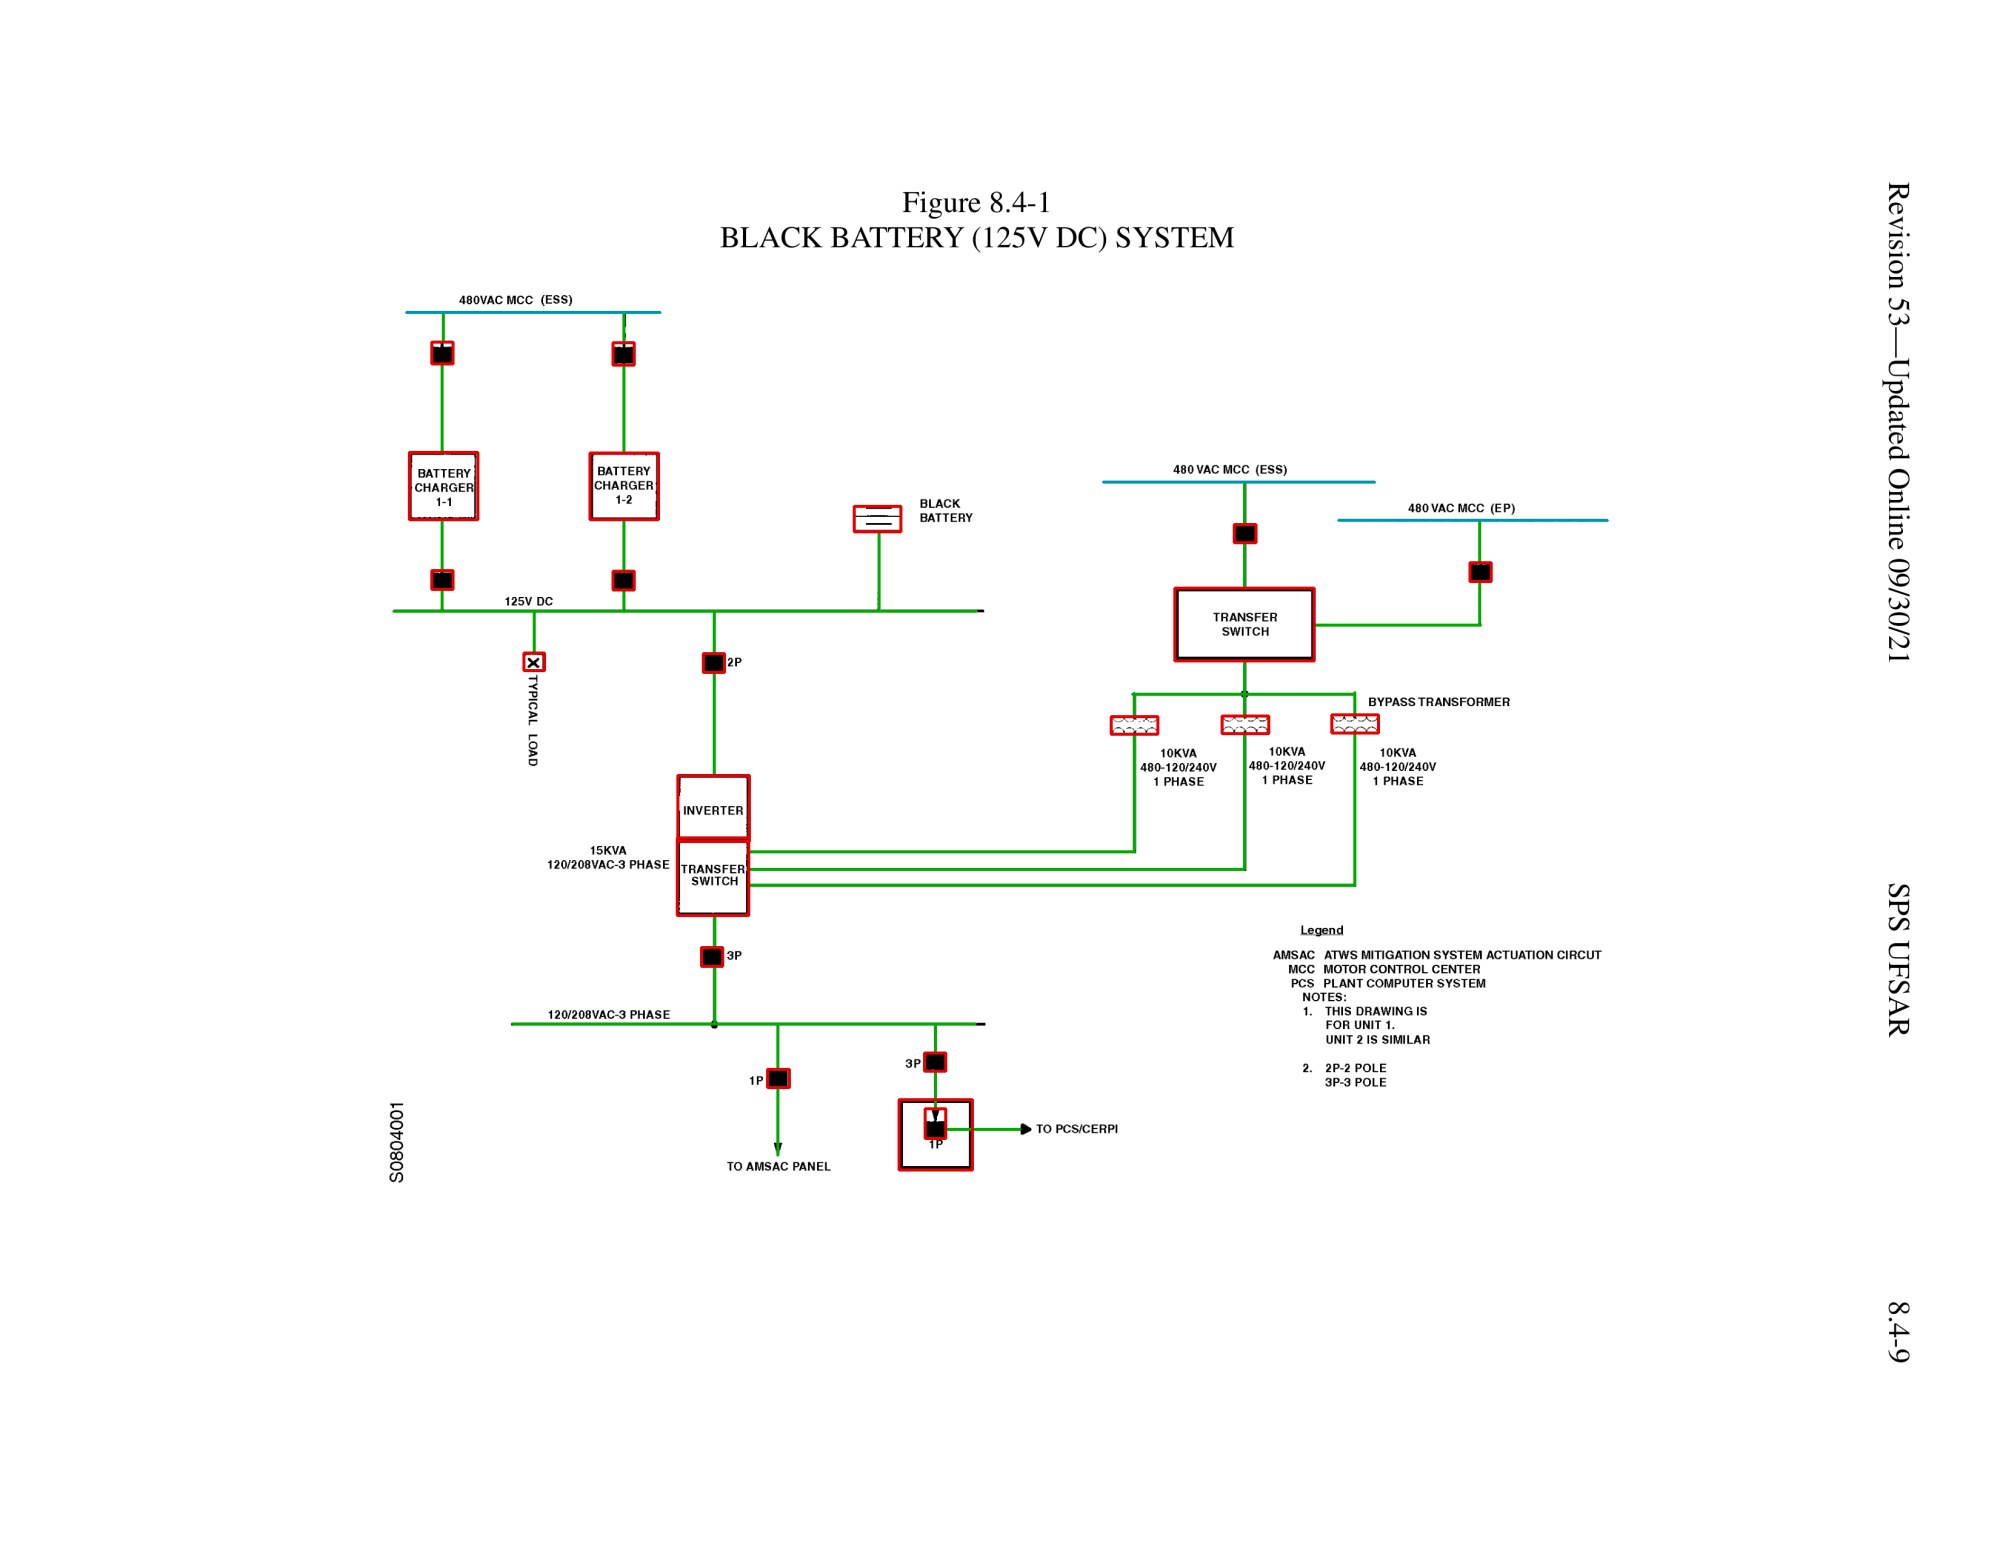 Figure 8.4-1
BLACK BATTERY (125V DC) SYSTEM
480VAC MCC (ESS)
BATTERY
CHARGER
1-1
BATTERY
CHARGER
1-2
BLACK
BATTERY
125V DC
TYPICAL LOAD
2P
480 VAC MCC (ESS)
480 VAC MCC (EP)
TRANSFER
SWITCH
BYPASS TRANSFORMER
10KVA
480-120/240V
1 PHASE
10KVA
480-120/240V
1 PHASE
10KVA
480-120/240V
1 PHASE
INVERTER
15KVA
120/208VAC-3 PHASE
TRANSFER
SWITCH
3P
120/208VAC-3 PHASE
1P
TO AMSAC PANEL
3P
1P
TO PCS/CERPI
Legend
AMSAC ATWS MITIGATION SYSTEM ACTUATION CIRCUT
MCC MOTOR CONTROL CENTER
PCS PLANT COMPUTER SYSTEM
NOTES:
1. THIS DRAWING IS
FOR UNIT 1.
UNIT 2 IS SIMILAR
2. 2P-2 POLE
3P-3 POLE
S0804001
Revision 53—Updated Online 09/30/21
SPS UFSAR
8.4-9